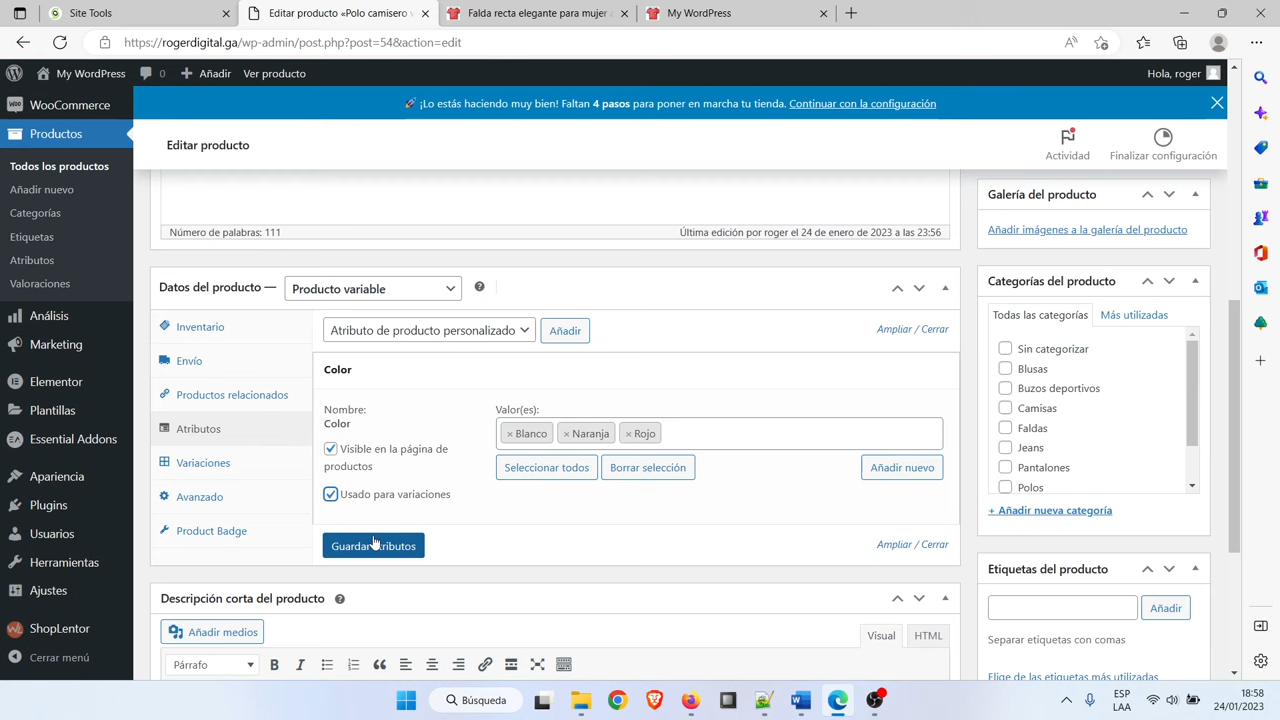 Site Tools
Editar producto «Polo camisero
Falda recta elegante para mujer
My WordPress
https://rogerdigital.ga/wp-admin/post.php?post=54&action=edit
My WordPress
0
Añadir
Ver producto
Hola, roger
WooCommerce
Productos
Todos los productos
Añadir nuevo
Categorías
Etiquetas
Atributos
Valoraciones
Análisis
Marketing
Elementor
Plantillas
Essential Addons
Apariencia
Plugins
Usuarios
Herramientas
Ajustes
ShopLentor
Cerrar menú
🚀 ¡Lo estás haciendo muy bien! Faltan 4 pasos para poner en marcha tu tienda. Continuar con la configuración
Editar producto
Actividad
Finalizar configuración
Número de palabras: 111
Última edición por roger el 24 de enero de 2023 a las 23:56
Datos del producto —
Producto variable
Inventario
Envío
Productos relacionados
Atributos
Variaciones
Avanzado
Product Badge
Atributo de producto personalizado
Añadir
Ampliar / Cerrar
Color
Nombre:
Color
Visible en la página de
productos
Usado para variaciones
Valor(es):
× Blanco × Naranja × Rojo
Seleccionar todos
Borrar selección
Añadir nuevo
Guardar atributos
Ampliar / Cerrar
Descripción corta del producto
Añadir medios
Visual
HTML
Párrafo
B I
Galería del producto
Añadir imágenes a la galería del producto
Categorías del producto
Todas las categorías
Más utilizadas
Sin categorizar
Blusas
Buzos deportivos
Camisas
Faldas
Jeans
Pantalones
Polos
+ Añadir nueva categoría
Etiquetas del producto
Añadir
Separar etiquetas con comas
Elige de las etiquetas más utilizadas
Búsqueda
ESP
LAA
18:58
24/01/2023